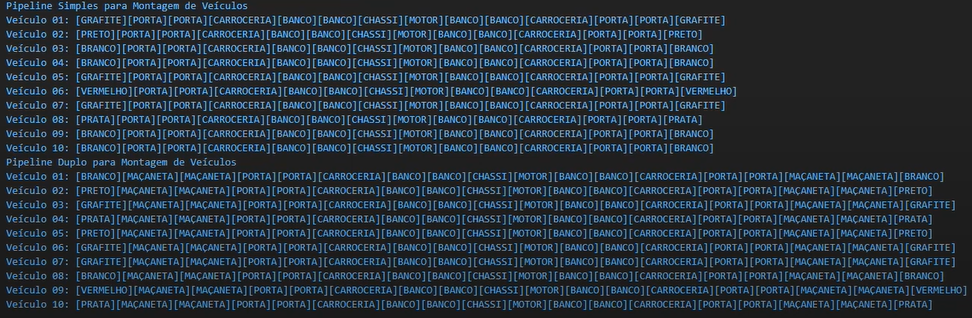 Pipeline Simples para Montagem de Veículos
Veículo 01: [GRAFITE][PORTA][PORTA][CARROCERIA][BANCO][BANCO][CHASSI][MOTOR][BANCO][BANCO][CARROCERIA][PORTA][PORTA][GRAFITE]
Veículo 02: [PRETO][PORTA][PORTA][CARROCERIA][BANCO][BANCO][CHASSI][MOTOR][BANCO][BANCO][CARROCERIA][PORTA][PORTA][PRETO]
Veículo 03: [BRANCO][PORTA][PORTA][CARROCERIA][BANCO][BANCO][CHASSI][MOTOR][BANCO][BANCO][CARROCERIA][PORTA][PORTA][BRANCO]
Veículo 04: [BRANCO][PORTA][PORTA][CARROCERIA][BANCO][BANCO][CHASSI][MOTOR][BANCO][BANCO][CARROCERIA][PORTA][PORTA][BRANCO]
Veículo 05: [GRAFITE][PORTA][PORTA][CARROCERIA][BANCO][BANCO][CHASSI][MOTOR][BANCO][BANCO][CARROCERIA][PORTA][PORTA][GRAFITE]
Veículo 06: [VERMELHO][PORTA][PORTA][CARROCERIA][BANCO][BANCO][CHASSI][MOTOR][BANCO][BANCO][CARROCERIA][PORTA][PORTA][VERMELHO]
Veículo 07: [GRAFITE][PORTA][PORTA][CARROCERIA][BANCO][BANCO][CHASSI][MOTOR][BANCO][BANCO][CARROCERIA][PORTA][PORTA][GRAFITE]
Veículo 08: [PRATA][PORTA][PORTA][CARROCERIA][BANCO][BANCO][CHASSI][MOTOR][BANCO][BANCO][CARROCERIA][PORTA][PORTA][PRATA]
Veículo 09: [BRANCO][PORTA][PORTA][CARROCERIA][BANCO][BANCO][CHASSI][MOTOR][BANCO][BANCO][CARROCERIA][PORTA][PORTA][BRANCO]
Veículo 10: [BRANCO][PORTA][PORTA][CARROCERIA][BANCO][BANCO][CHASSI][MOTOR][BANCO][BANCO][CARROCERIA][PORTA][PORTA][BRANCO]
Pipeline Duplo para Montagem de Veículos
Veículo 01: [BRANCO][MAÇANETA][MAÇANETA][PORTA][PORTA][CARROCERIA][BANCO][BANCO][CHASSI][MOTOR][BANCO][BANCO][CARROCERIA][PORTA][PORTA][MAÇANETA][MAÇANETA][BRANCO]
Veículo 02: [PRETO][MAÇANETA][MAÇANETA][PORTA][PORTA][CARROCERIA][BANCO][BANCO][CHASSI][MOTOR][BANCO][BANCO][CARROCERIA][PORTA][PORTA][MAÇANETA][MAÇANETA][PRETO]
Veículo 03: [GRAFITE][MAÇANETA][MAÇANETA][PORTA][PORTA][CARROCERIA][BANCO][BANCO][CHASSI][MOTOR][BANCO][BANCO][CARROCERIA][PORTA][PORTA][MAÇANETA][MAÇANETA][GRAFITE]
Veículo 04: [PRATA][MAÇANETA][MAÇANETA][PORTA][PORTA][CARROCERIA][BANCO][BANCO][CHASSI][MOTOR][BANCO][BANCO][CARROCERIA][PORTA][PORTA][MAÇANETA][MAÇANETA][PRATA]
Veículo 05: [PRETO][MAÇANETA][MAÇANETA][PORTA][PORTA][CARROCERIA][BANCO][BANCO][CHASSI][MOTOR][BANCO][BANCO][CARROCERIA][PORTA][PORTA][MAÇANETA][MAÇANETA][PRETO]
Veículo 06: [GRAFITE][MAÇANETA][MAÇANETA][PORTA][PORTA][CARROCERIA][BANCO][BANCO][CHASSI][MOTOR][BANCO][BANCO][CARROCERIA][PORTA][PORTA][MAÇANETA][MAÇANETA][GRAFITE]
Veículo 07: [GRAFITE][MAÇANETA][MAÇANETA][PORTA][PORTA][CARROCERIA][BANCO][BANCO][CHASSI][MOTOR][BANCO][BANCO][CARROCERIA][PORTA][PORTA][MAÇANETA][MAÇANETA][GRAFITE]
Veículo 08: [BRANCO][MAÇANETA][MAÇANETA][PORTA][PORTA][CARROCERIA][BANCO][BANCO][CHASSI][MOTOR][BANCO][BANCO][CARROCERIA][PORTA][PORTA][MAÇANETA][MAÇANETA][BRANCO]
Veículo 09: [VERMELHO][MAÇANETA][MAÇANETA][PORTA][PORTA][CARROCERIA][BANCO][BANCO][CHASSI][MOTOR][BANCO][BANCO][CARROCERIA][PORTA][PORTA][MAÇANETA][MAÇANETA][VERMELHO]
Veículo 10: [PRATA][MAÇANETA][MAÇANETA][PORTA][PORTA][CARROCERIA][BANCO][BANCO][CHASSI][MOTOR][BANCO][BANCO][CARROCERIA][PORTA][PORTA][MAÇANETA][MAÇANETA][PRATA]